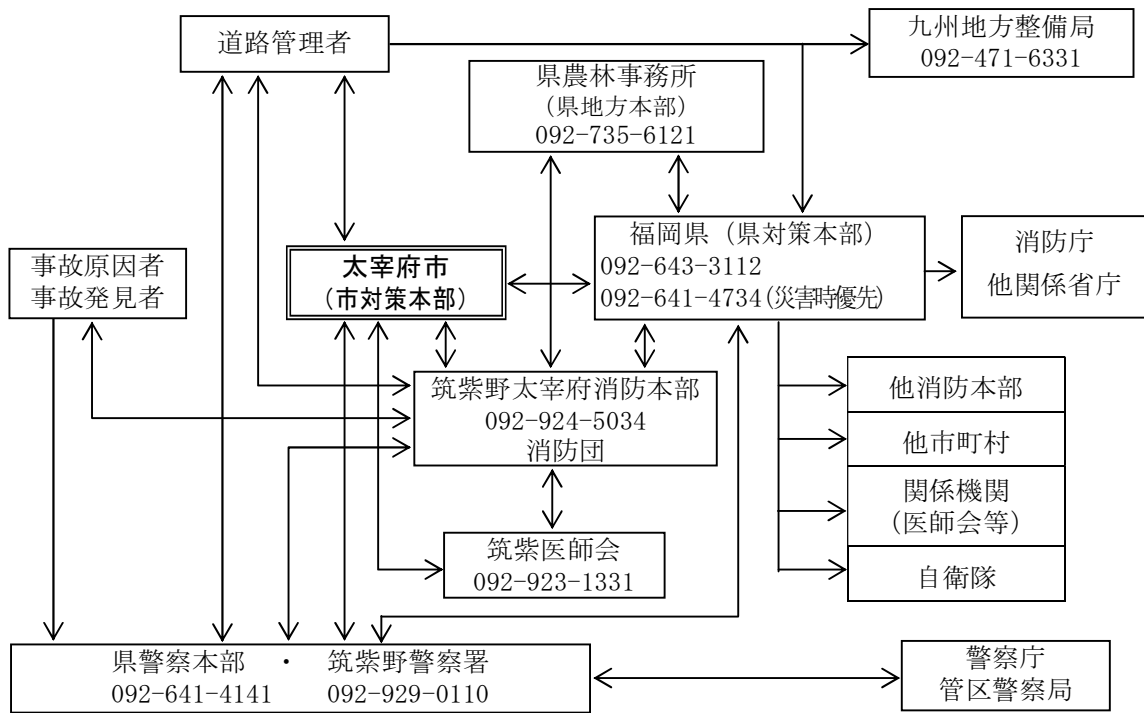 道路管理者
九州地方整備局
092-471-6331
県農林事務所
(県地方本部)
092-735-6121
事故原因者
事故発見者
太宰府市
(市対策本部)
福岡県 (県対策本部)
092-643-3112
092-641-4734(災害時優先)
消防庁
他関係省庁
筑紫野太宰府消防本部
092-924-5034
消防団
他消防本部
他市町村
関係機関
(医師会等)
自衛隊
筑紫医師会
092-923-1331
県警察本部 ・ 筑紫野警察署
092-641-4141 092-929-0110
警察庁
管区警察局